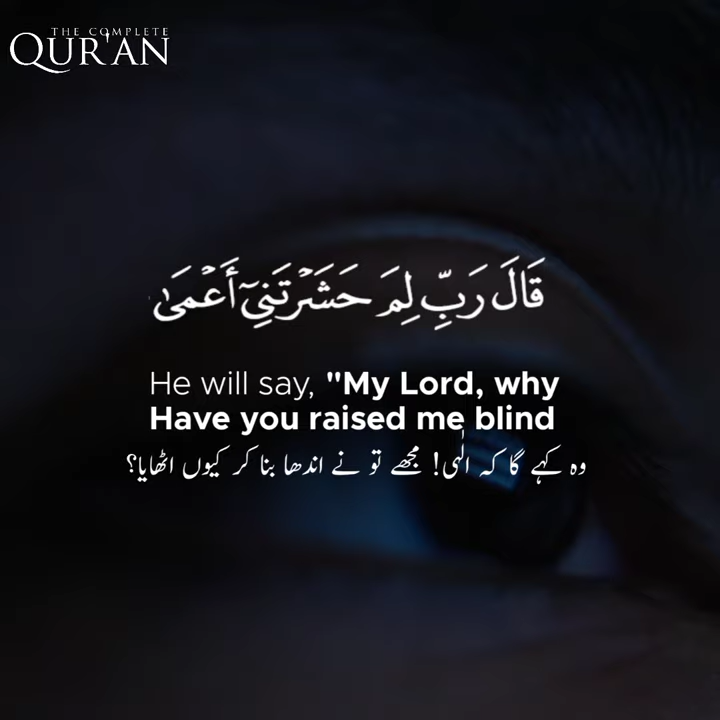 THE COMPLETE
QUR'AN
قَالَ رَبِّ لِمَ حَشَرْتَنِيٓ أَعْمَىٰ
He will say, "My Lord, why
Have you raised me blind
وہ کہے گا کہ الٰہی! مجھے تو نے اندھا بنا کر کیوں اٹھایا؟